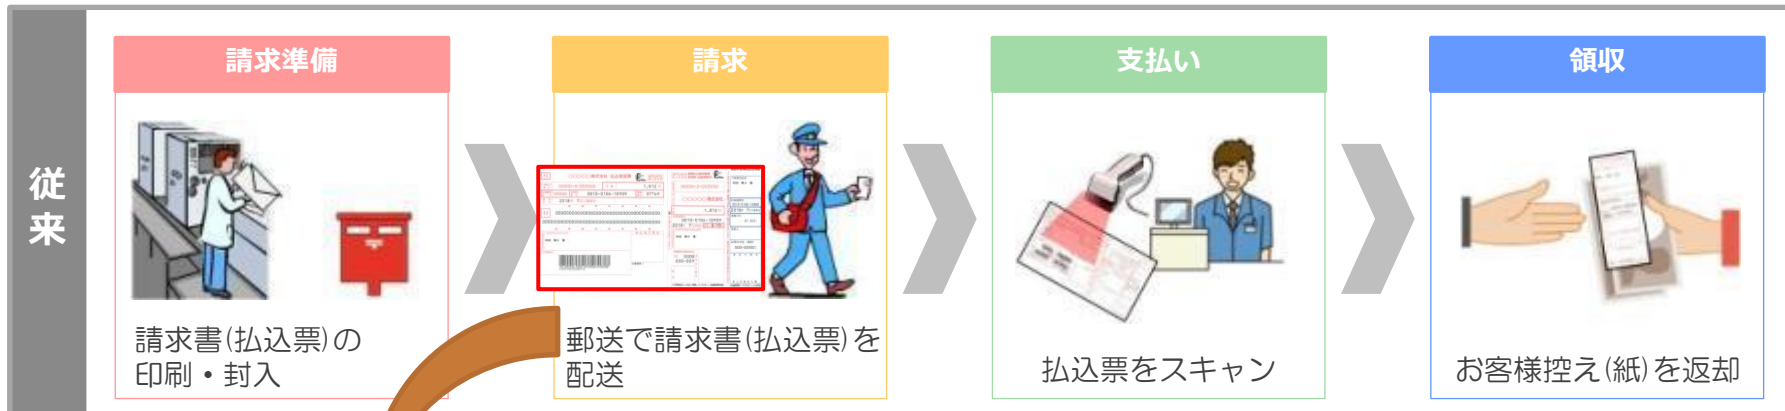 従来
請求準備
請求
支払い
領収
請求書(払込票)の
印刷・封入
郵送で請求書(払込票)を
配送
払込票をスキャン
お客様控え(紙)を返却